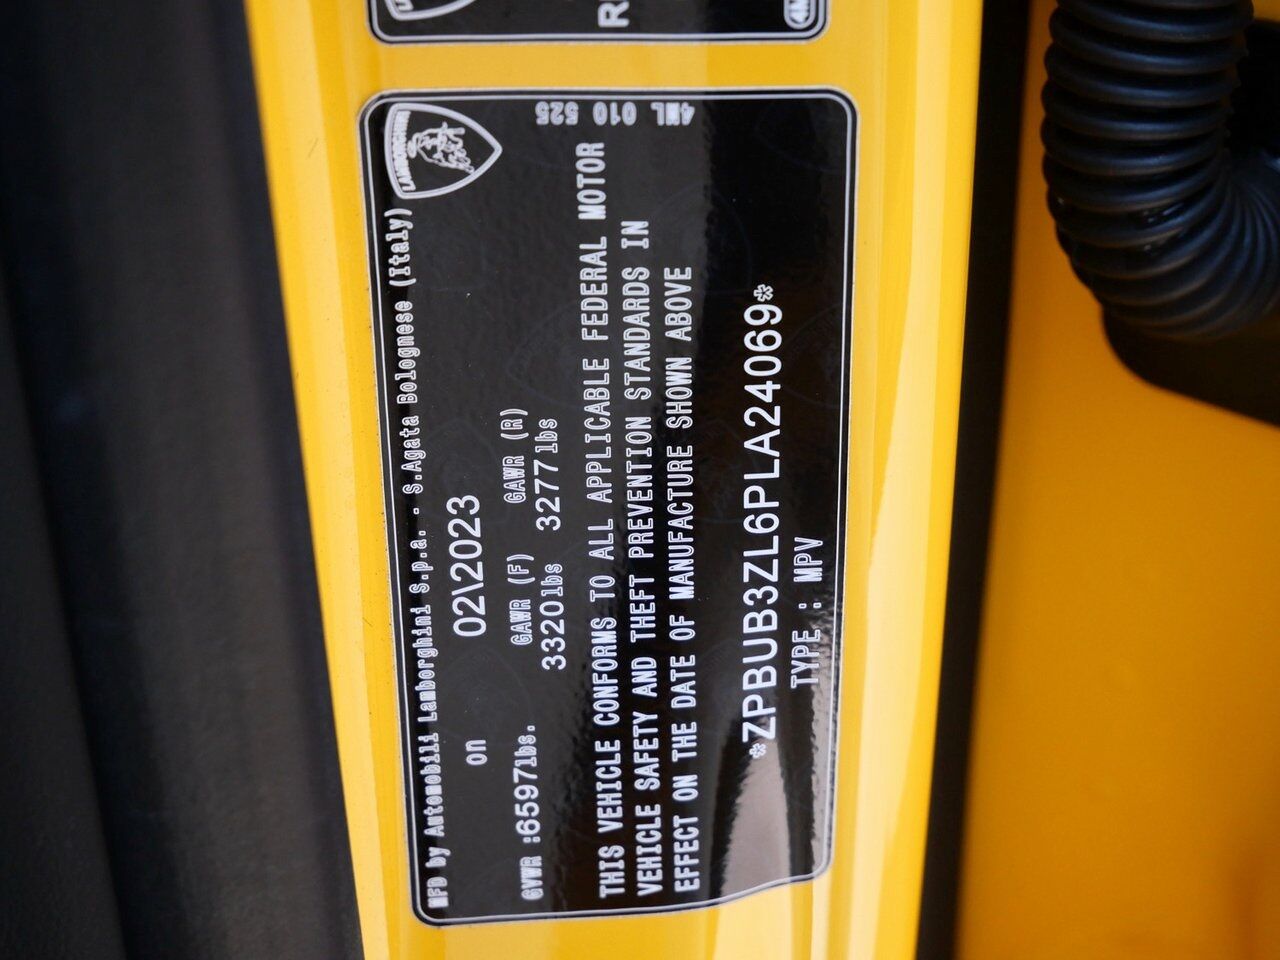 LAMBORGHINI
4ML 010 525
MFD by Automobili Lamborghini S.p.a. - S.Agata Bolognese (Italy)
on 02\2023
GAWR (F) GAWR (R)
GVWR :6597lbs. 3320lbs 3277lbs
THIS VEHICLE CONFORMS TO ALL APPLICABLE FEDERAL MOTOR
VEHICLE SAFETY AND THEFT PREVENTION STANDARDS IN
EFFECT ON THE DATE OF MANUFACTURE SHOWN ABOVE
*ZPBUB3ZL6PLA24069*
TYPE : MPV